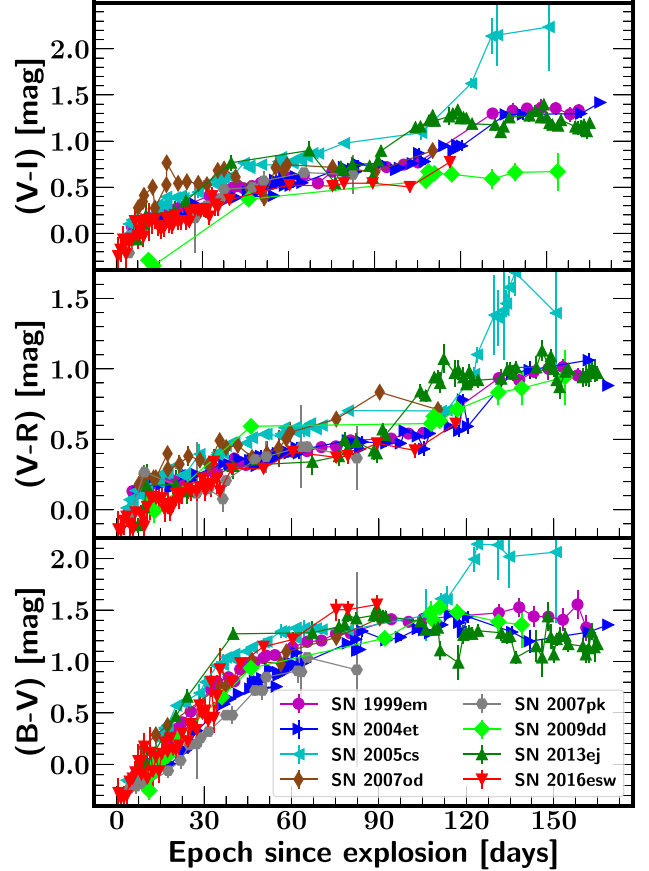 (V-I) [mag]
2.0
1.5
1.0
0.5
0.0
(V-R) [mag]
1.5
1.0
0.5
0.0
(B-V) [mag]
2.0
1.5
1.0
0.5
0.0
SN 1999em
SN 2004et
SN 2005cs
SN 2007od
SN 2007pk
SN 2009dd
SN 2013ej
SN 2016esw
0 30 60 90 120 150
Epoch since explosion [days]